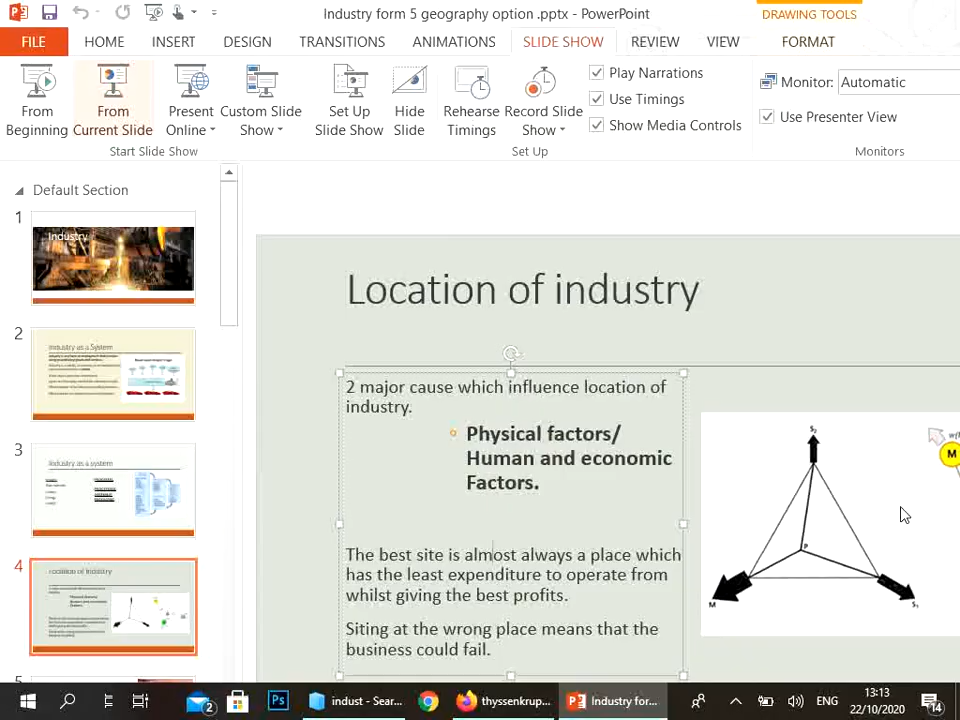 Industry form 5 geography option .pptx - PowerPoint
DRAWING TOOLS
FILE HOME INSERT DESIGN TRANSITIONS ANIMATIONS SLIDE SHOW REVIEW VIEW FORMAT
From Beginning
From Current Slide
Present Online
Custom Slide Show
Set Up Slide Show
Hide Slide
Rehearse Timings
Record Slide Show
Play Narrations
Use Timings
Show Media Controls
Monitor: Automatic
Use Presenter View
Start Slide Show
Set Up
Monitors
Default Section
1
Industry
2
Industry as a System
3
Industry as a system
4
Location of Industry
5
Location of industry
2 major cause which influence location of
industry.
Physical factors/
Human and economic
Factors.
The best site is almost always a place which
has the least expenditure to operate from
whilst giving the best profits.
Siting at the wrong place means that the
business could fail.
S2
P
M
S1
M
2
Ps
indust - Sear...
thyssenkrup...
Industry for...
ENG
13:13
22/10/2020
14